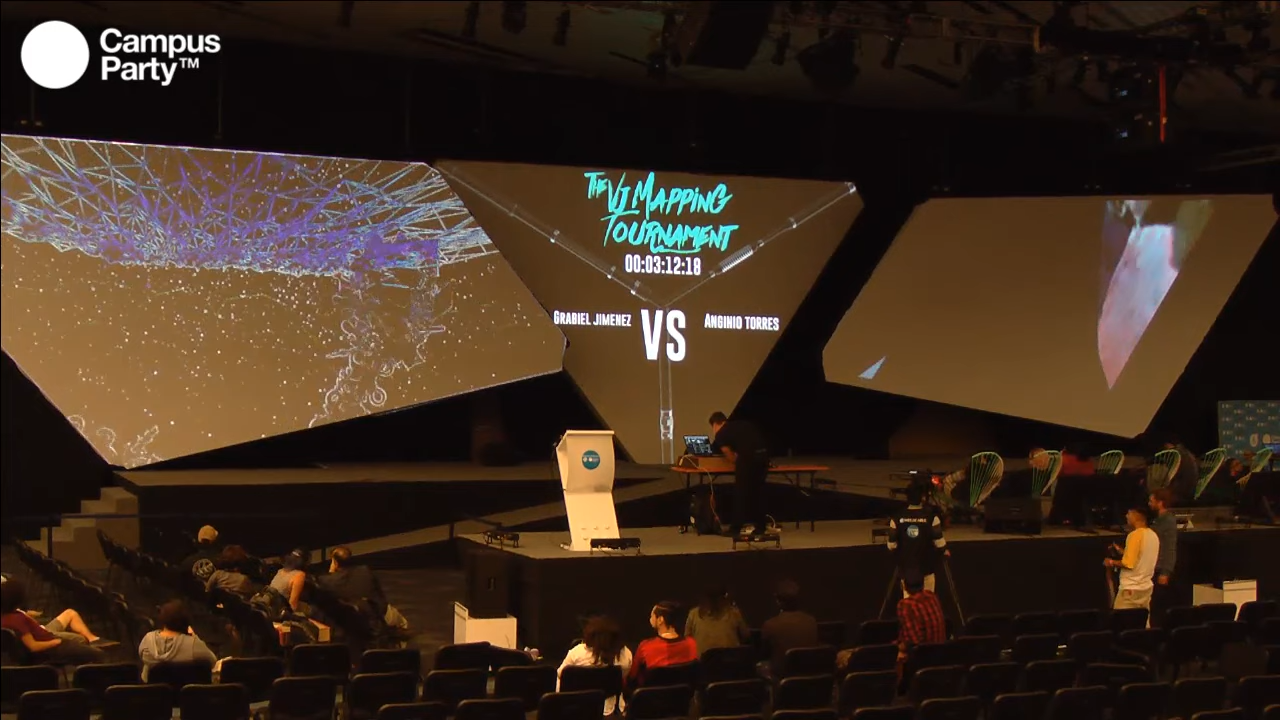 Campus
Party™
The VJ Mapping
Tournament
00:03:12:18
Grabiel Jimenez
VS
Anginio Torres